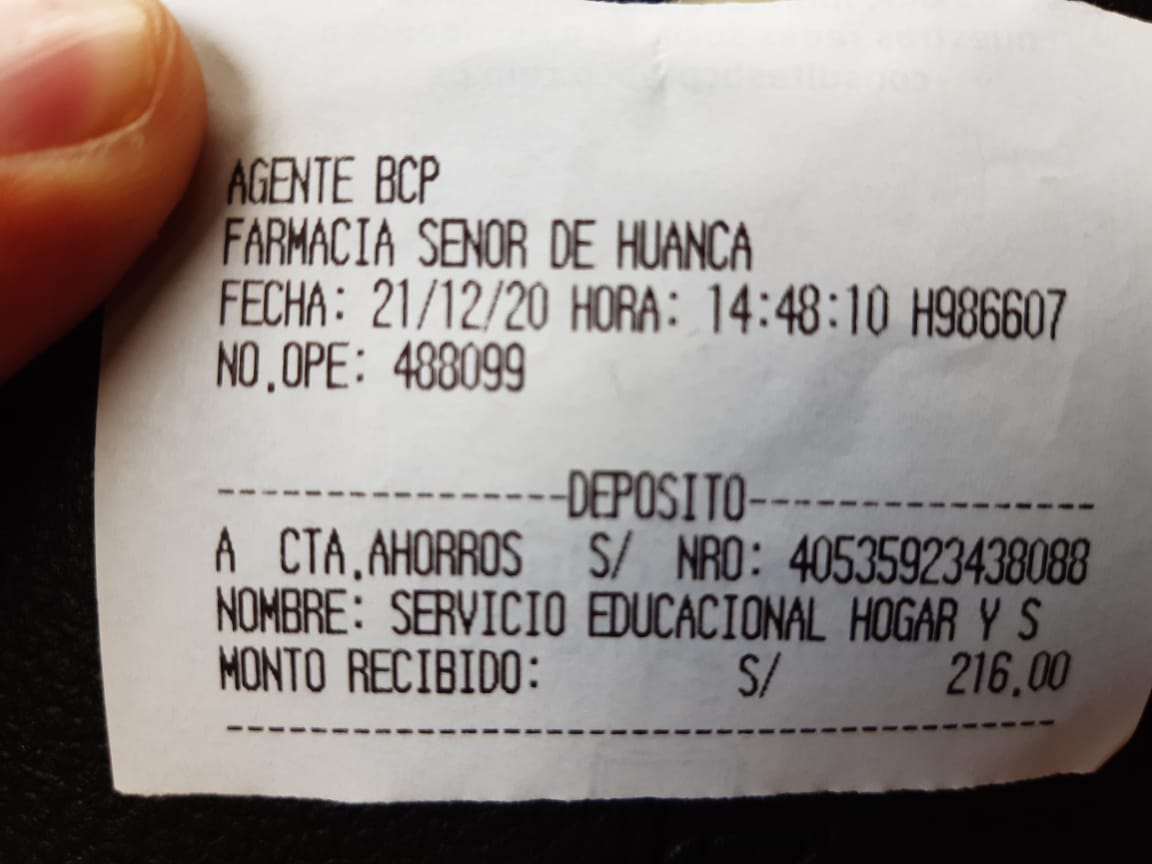 AGENTE BCP
FARMACIA SENOR DE HUANCA
FECHA: 21/12/20 HORA: 14:48:10 H986607
NO.OPE: 488099
----------------DEPOSITO----------------
A CTA.AHORROS S/ NRO: 40535923438088
NOMBRE: SERVICIO EDUCACIONAL HOGAR Y S
MONTO RECIBIDO: S/ 216.00